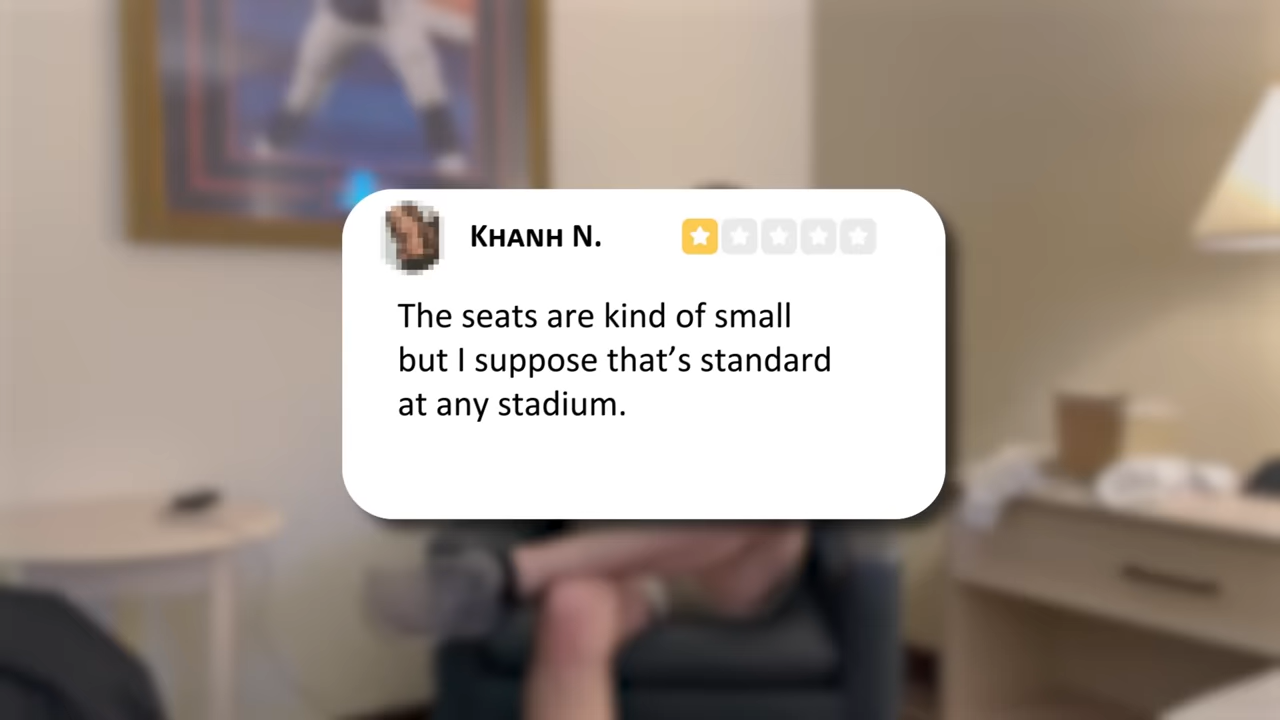 Khanh N.
The seats are kind of small
but I suppose that’s standard
at any stadium.